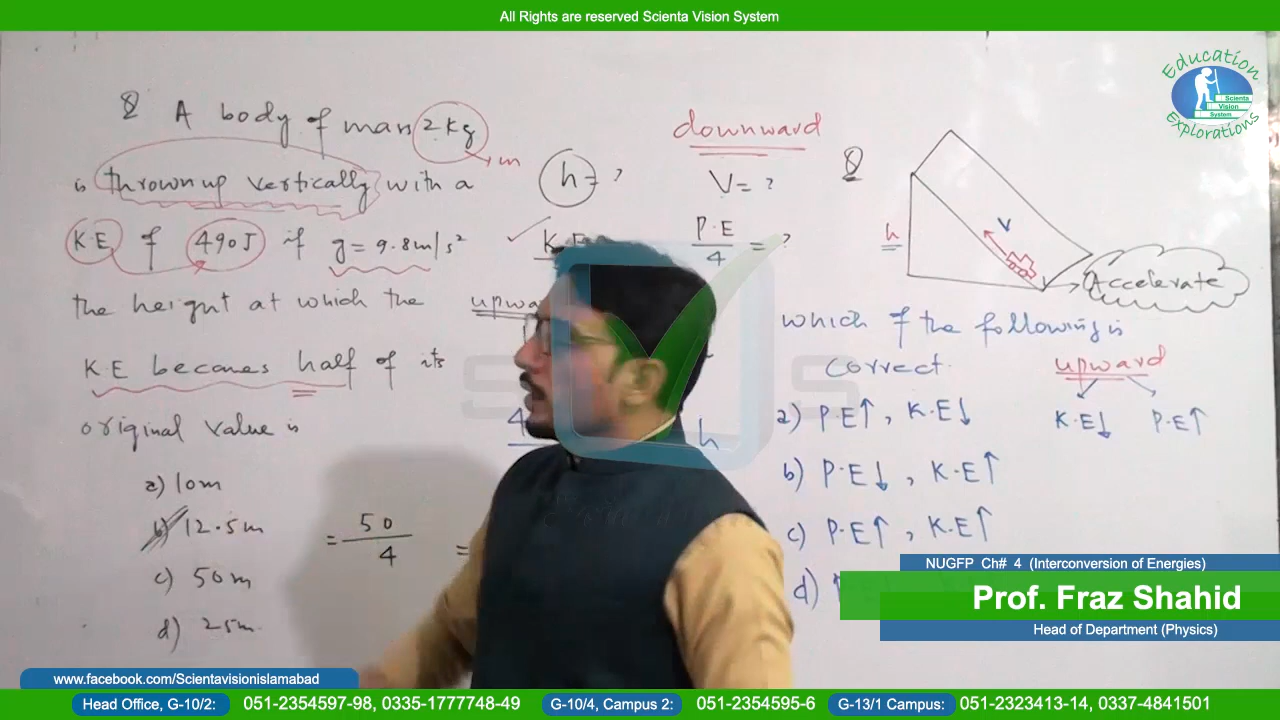 All Rights are reserved Scienta Vision System
Education
Scienta
Vision
System
Explorations
Q A body of mass 2 kg
m
is thrown up vertically with a
K.E of 490J if g = 9.8 m/s²
the height at which the
K.E becomes half of its
original value is
a) 10m
b) 12.5m
c) 50m
d) 25m
h = ?
downward
V = ?
P.E
4
= ?
h
= 50
4
=
Q
h
V
Accelerate
which of the following is
correct
a) P.E↑, K.E↓
b) P.E↓, K.E↑
c) P.E↑, K.E↑
d)
upward
K.E↓ P.E↑
NUGFP Ch# 4 (Interconversion of Energies)
Prof. Fraz Shahid
Head of Department (Physics)
www.facebook.com/Scientavisionislamabad
Head Office, G-10/2: 051-2354597-98, 0335-1777748-49 G-10/4, Campus 2: 051-2354595-6 G-13/1 Campus: 051-2323413-14, 0337-4841501